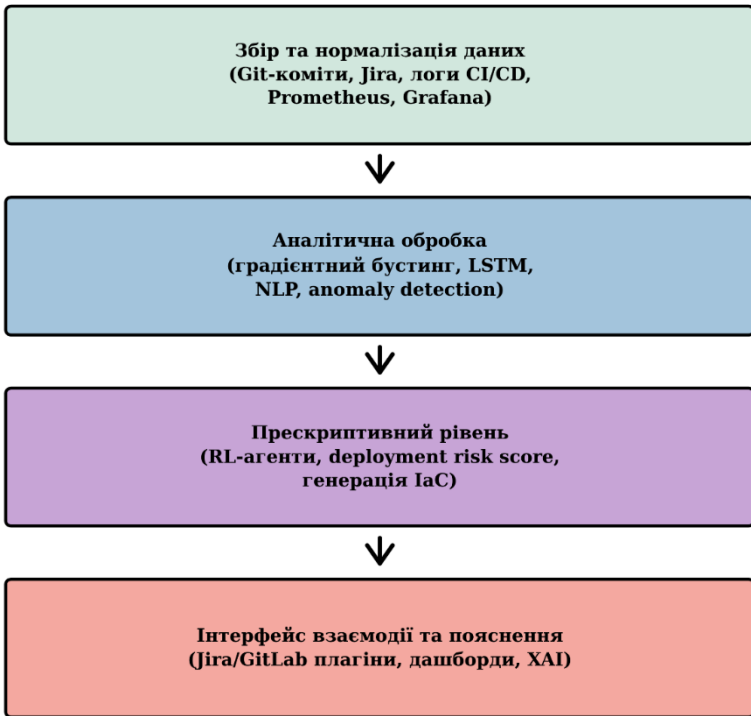 Збір та нормалізація даних
(Git-коміти, Jira, логи CI/CD,
Prometheus, Grafana)
Аналітична обробка
(градієнтний бустинг, LSTM,
NLP, anomaly detection)
Прескриптивний рівень
(RL-агенти, deployment risk score,
генерація IaC)
Інтерфейс взаємодії та пояснення
(Jira/GitLab плагіни, дашборди, XAI)